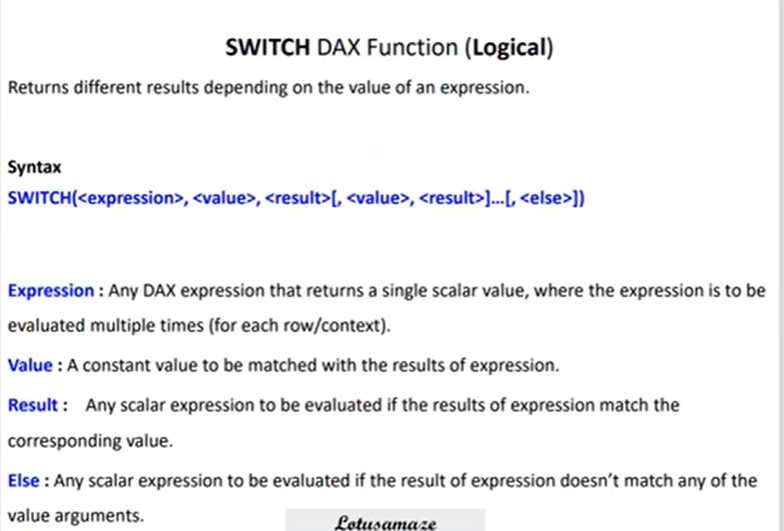 SWITCH DAX Function (Logical)
Returns different results depending on the value of an expression.
Syntax
SWITCH(<expression>, <value>, <result>[, <value>, <result>]...[, <else>])
Expression : Any DAX expression that returns a single scalar value, where the expression is to be
evaluated multiple times (for each row/context).
Value : A constant value to be matched with the results of expression.
Result : Any scalar expression to be evaluated if the results of expression match the
corresponding value.
Else : Any scalar expression to be evaluated if the result of expression doesn't match any of the
value arguments.
Lotusamaze